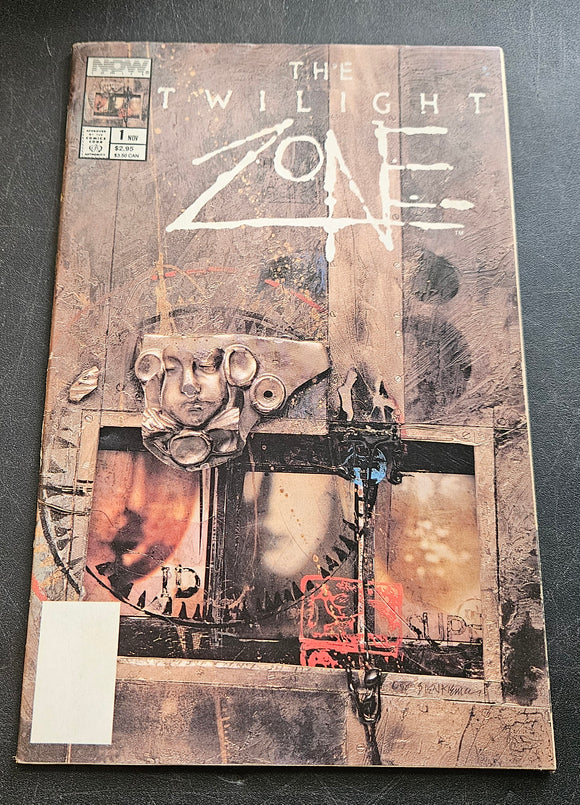 NOW
THE
TWILIGHT
ZONE
APPROVED
BY THE
COMICS
CODE
AUTHORITY
1 NOV
$2.95
$3.50 CAN